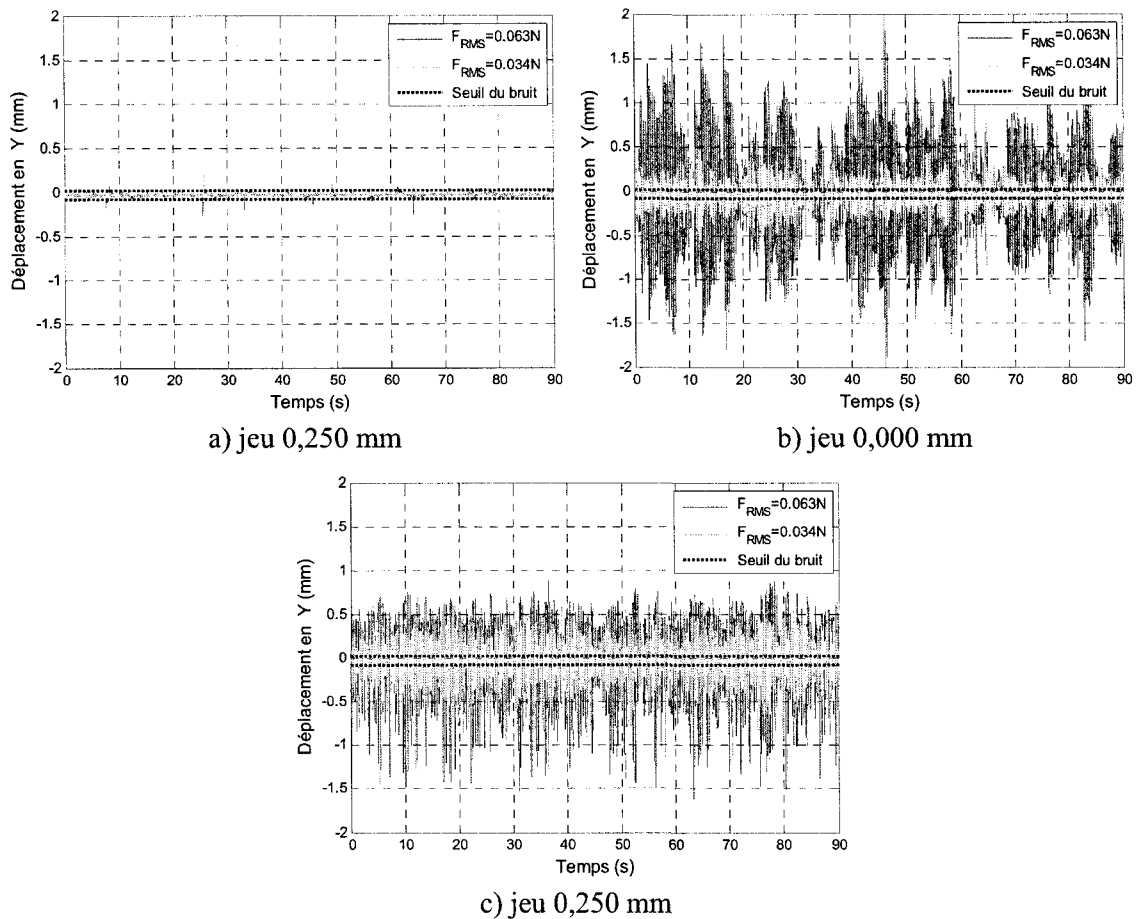 2
1.5
1
0.5
0
-0.5
-1
-1.5
-2
Déplacement en Y (mm)
0 10 20 30 40 50 60 70 80 90
Temps (s)
F_RMS=0.063N
F_RMS=0.034N
Seuil du bruit
a) jeu 0,250 mm
2
1.5
1
0.5
0
-0.5
-1
-1.5
-2
Déplacement en Y (mm)
0 10 20 30 40 50 60 70 80 90
Temps (s)
F_RMS=0.063N
F_RMS=0.034N
Seuil du bruit
b) jeu 0,000 mm
2
1.5
1
0.5
0
-0.5
-1
-1.5
-2
Déplacement en Y (mm)
0 10 20 30 40 50 60 70 80 90
Temps (s)
F_RMS=0.063N
F_RMS=0.034N
Seuil du bruit
c) jeu 0,250 mm